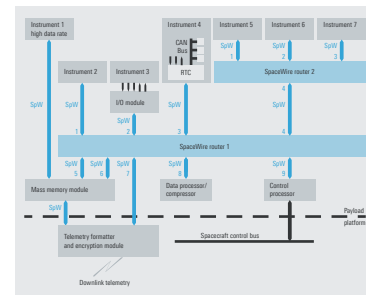 Instrument 1
high data rate
Instrument 4
CAN
Bus
RTC
Instrument 5
Instrument 6
Instrument 7
SpW
1
SpW
2
SpW
3
SpaceWire router 2
Instrument 2
Instrument 3
I/O module
4
SpW
SpW
SpW
2
SpW
SpW
1
3
4
SpaceWire router 1
SpW
5
SpW
6
SpW
7
SpW
8
SpW
9
Mass memory module
Data processor/
compressor
Control
processor
SpW
Payload
platform
Telemetry formatter
and encryption module
Spacecraft control bus
Downlink telemetry